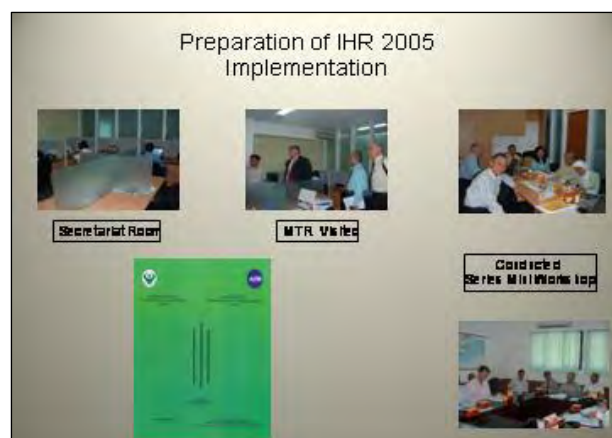 Preparation of IHR 2005
Implementation
Secretariat Room
MTR Visited
Conducted
Series Mini Workshop